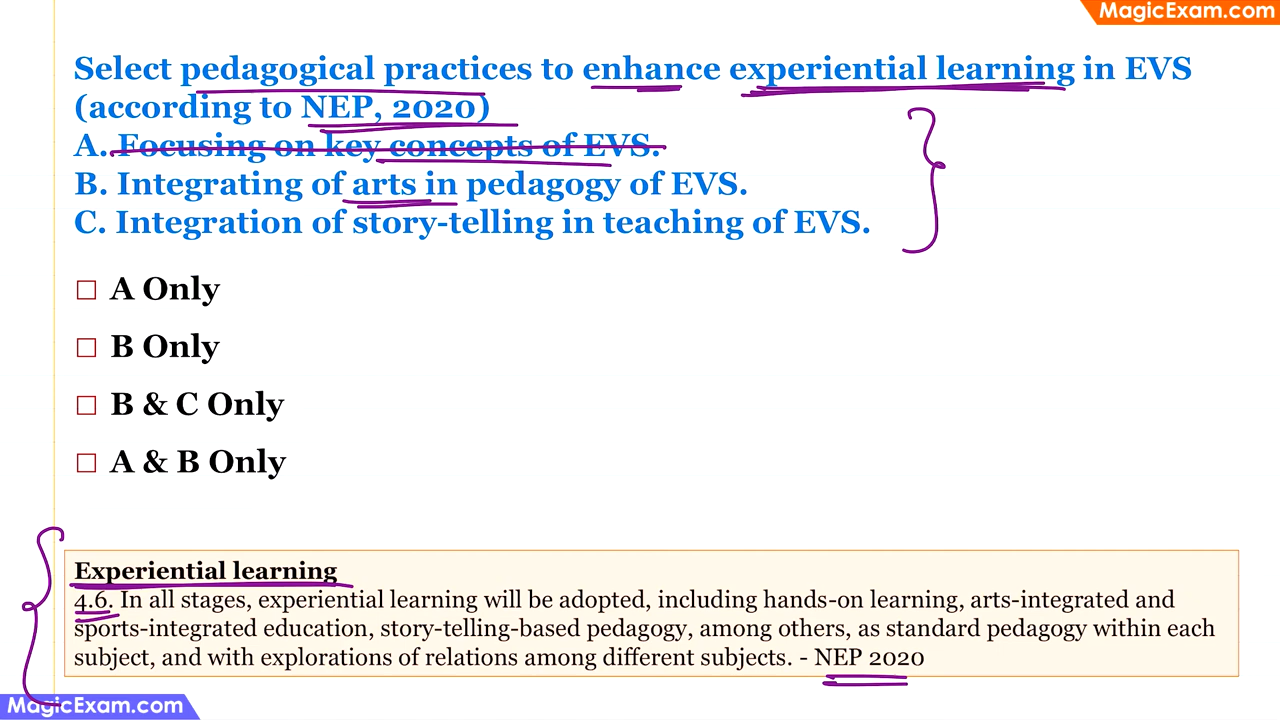 MagicExam.com
Select pedagogical practices to enhance experiential learning in EVS
(according to NEP, 2020)
A. Focusing on key concepts of EVS.
B. Integrating of arts in pedagogy of EVS.
C. Integration of story-telling in teaching of EVS.
A Only
B Only
B & C Only
A & B Only
Experiential learning
4.6. In all stages, experiential learning will be adopted, including hands-on learning, arts-integrated and
sports-integrated education, story-telling-based pedagogy, among others, as standard pedagogy within each
subject, and with explorations of relations among different subjects. - NEP 2020
MagicExam.com